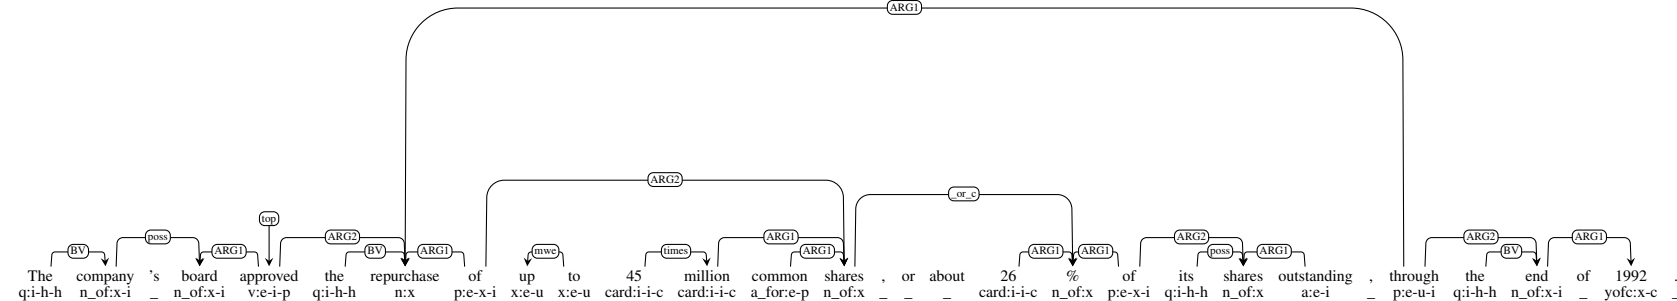 ARG1
ARG2
_or_c
top
poss ARG2 ARG1 ARG2 ARG2 ARG1
BV ARG1 BV ARG1 mwe times ARG1 ARG1 ARG1 poss ARG1 BV
The company 's board approved the repurchase of up to 45 million common shares , or about 26 % of its shares outstanding , through the end of 1992 .
q:i-h-h n_of:x-i _ n_of:x-i v:e-i-p q:i-h-h n:x p:e-x-i x:e-u x:e-u card:i-i-c card:i-i-c a_for:e-p n_of:x _ _ _ card:i-i-c n_of:x p:e-x-i q:i-h-h n_of:x a:e-i _ p:e-u-i q:i-h-h n_of:x-i _ yofc:x-c _